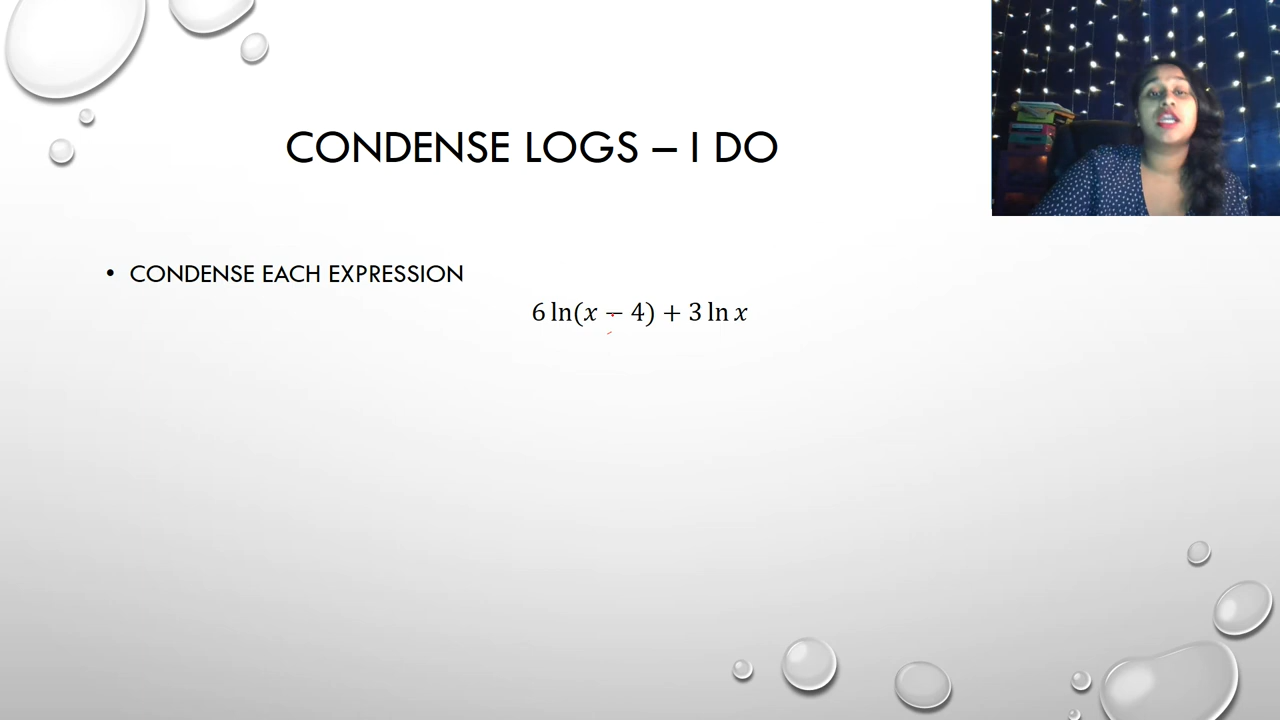 CONDENSE LOGS – I DO
• CONDENSE EACH EXPRESSION
6 ln(𝑥 − 4) + 3 ln 𝑥